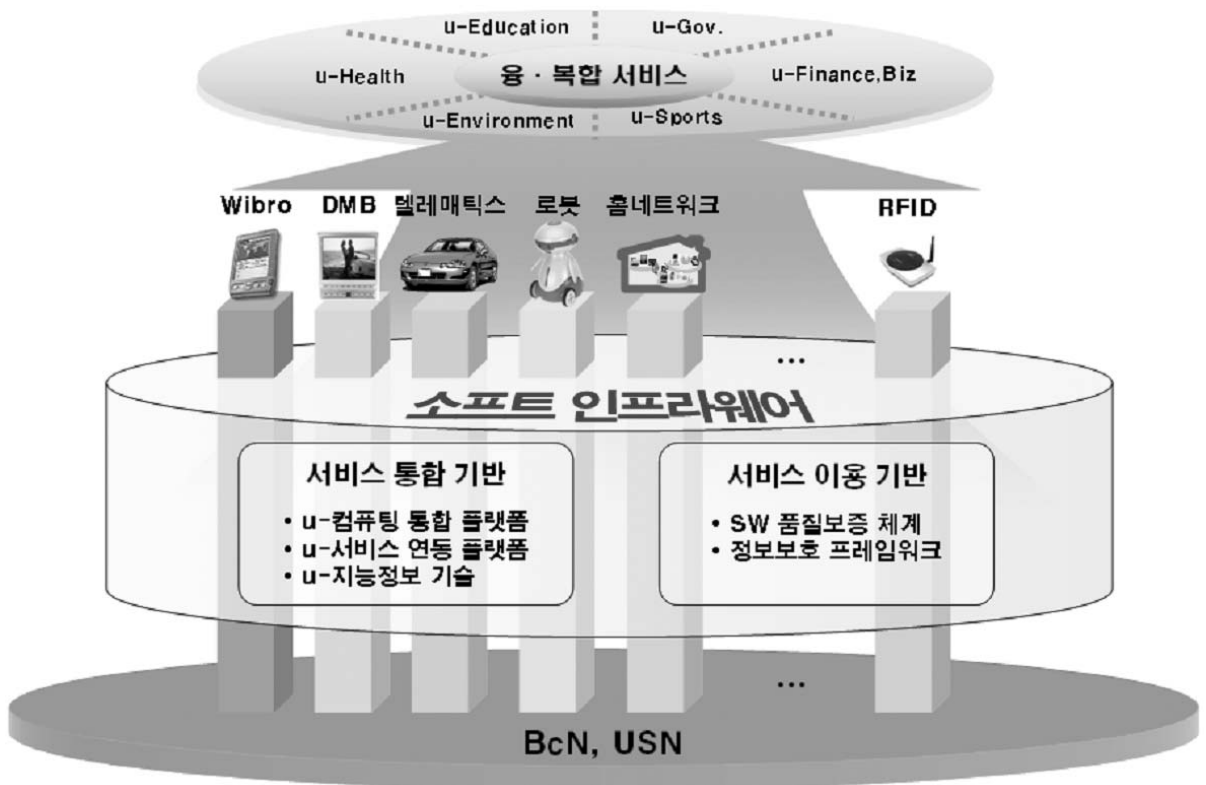 u-Education
u-Gov.
u-Health
융·복합 서비스
u-Finance,Biz
u-Environment
u-Sports
Wibro
DMB
텔레매틱스
로봇
홈네트워크
RFID
...
소프트 인프라웨어
서비스 통합 기반
• u-컴퓨팅 통합 플랫폼
• u-서비스 연동 플랫폼
• u-지능정보 기술
서비스 이용 기반
• SW 품질보증 체계
• 정보보호 프레임워크
...
BcN, USN